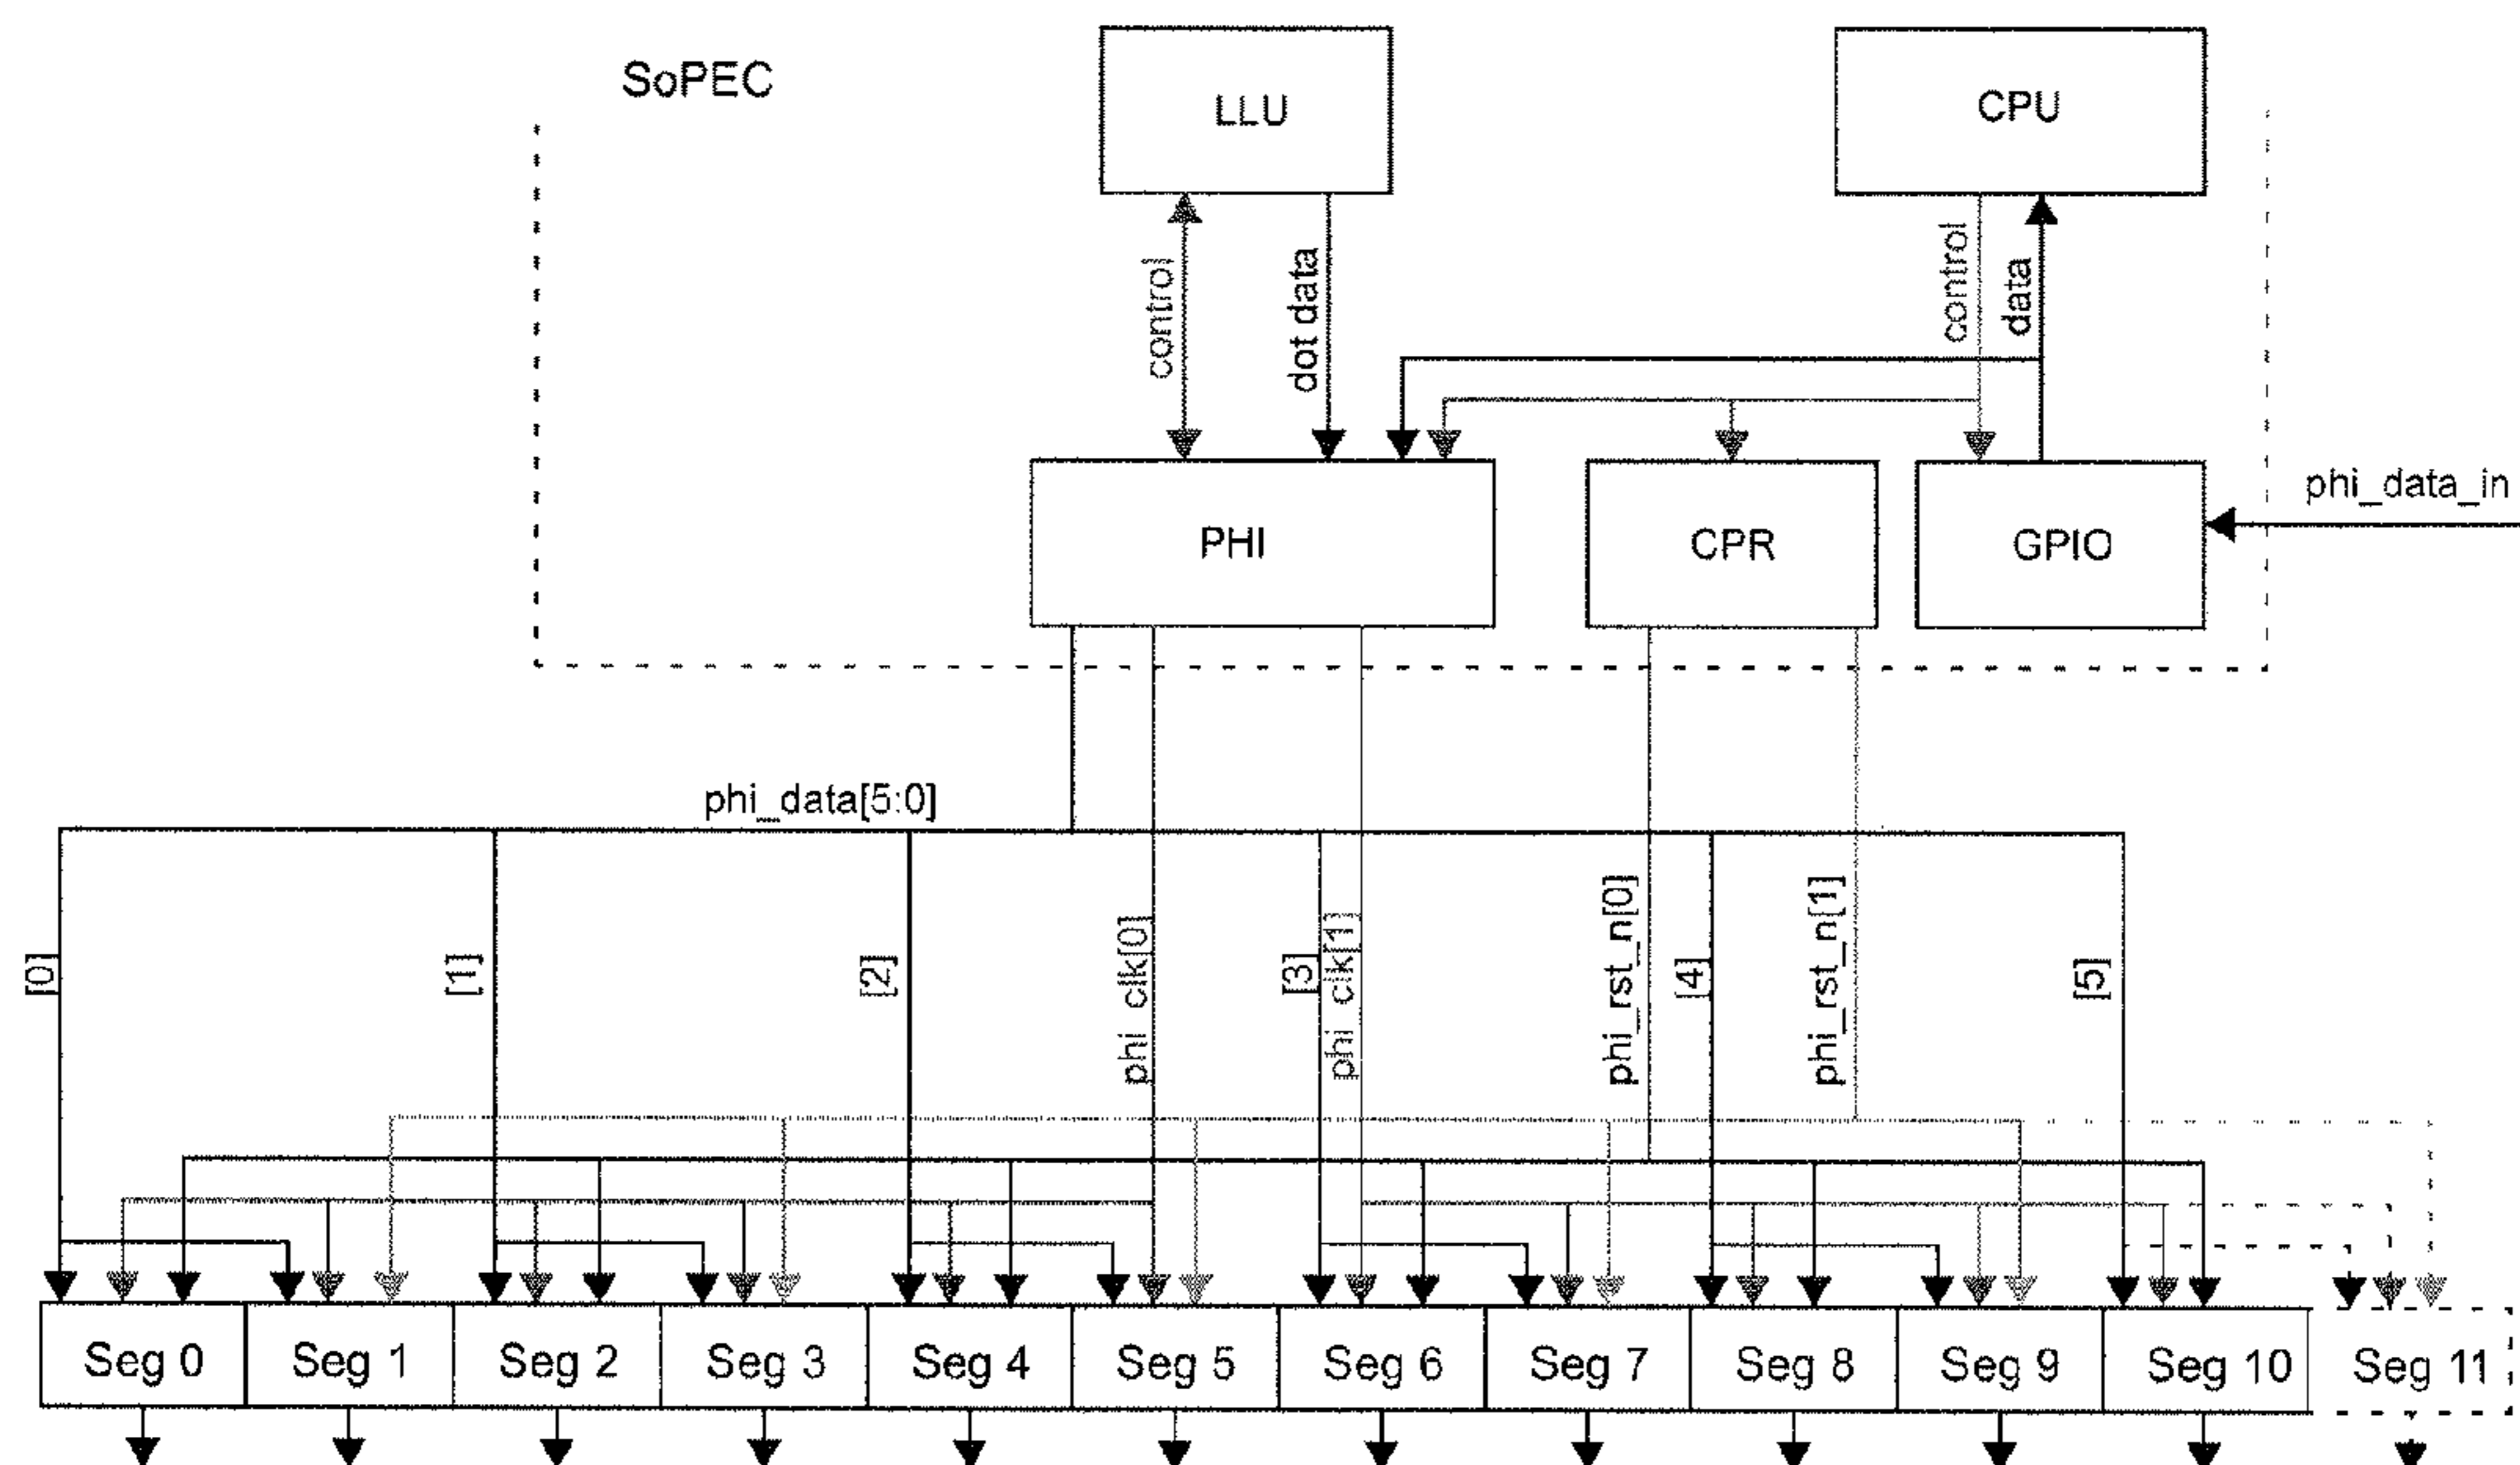 SoPEC
LLU
CPU
control
dot data
control
data
phi_data_in
PHI
CPR
GPIO
phi_data[5:0]
[0]
[1]
[2]
phi_clk[0]
[3]
phi_clk[1]
phi_rst_n[0]
[4]
phi_rst_n[1]
[5]
Seg 0
Seg 1
Seg 2
Seg 3
Seg 4
Seg 5
Seg 6
Seg 7
Seg 8
Seg 9
Seg 10
Seg 11